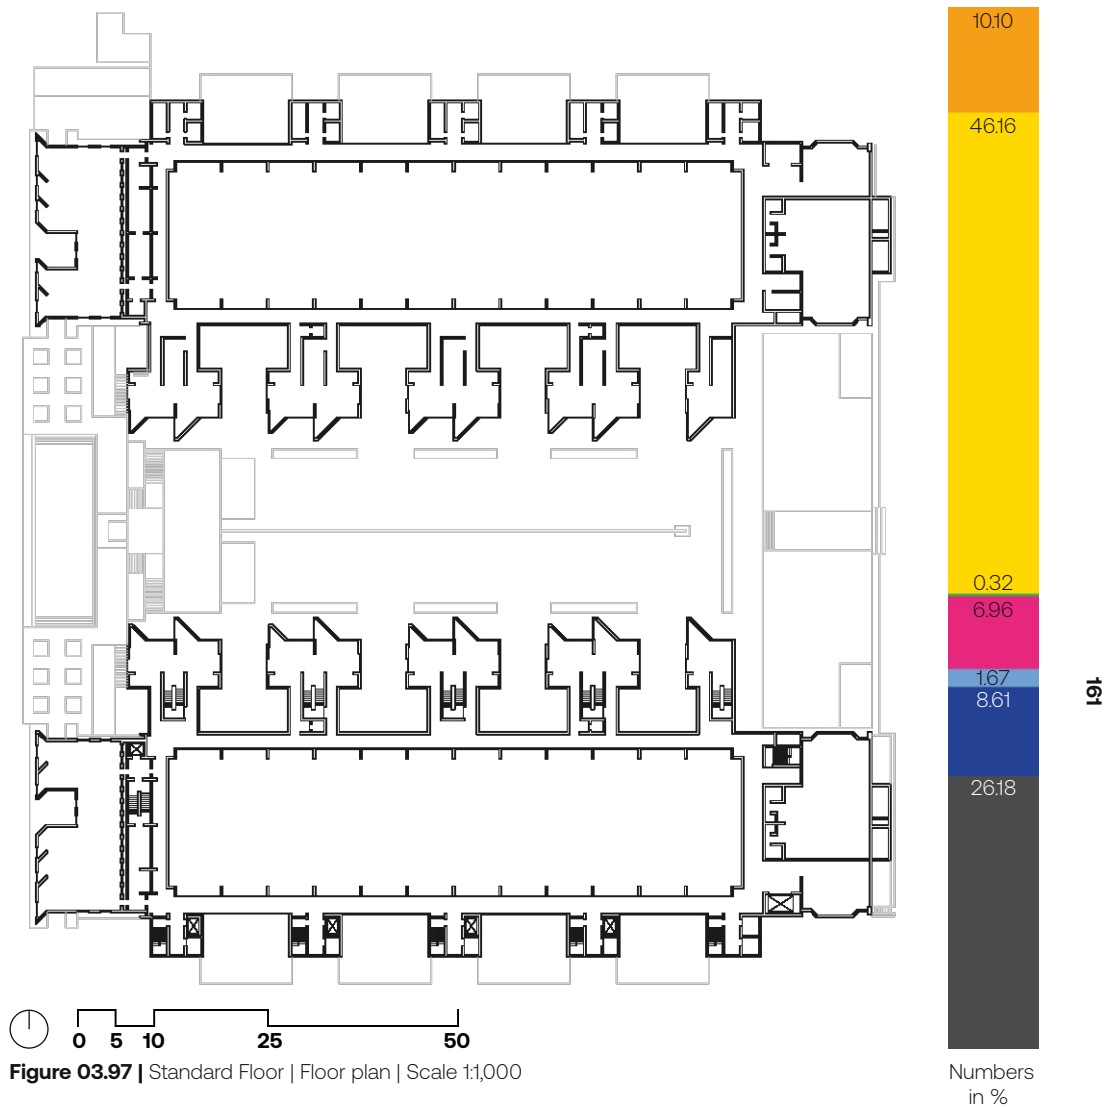 10.10
46.16
0.32
6.96
1.67
8.61
26.18
161
0 5 10 25 50
Figure 03.97 | Standard Floor | Floor plan | Scale 1:1,000
Numbers
in %